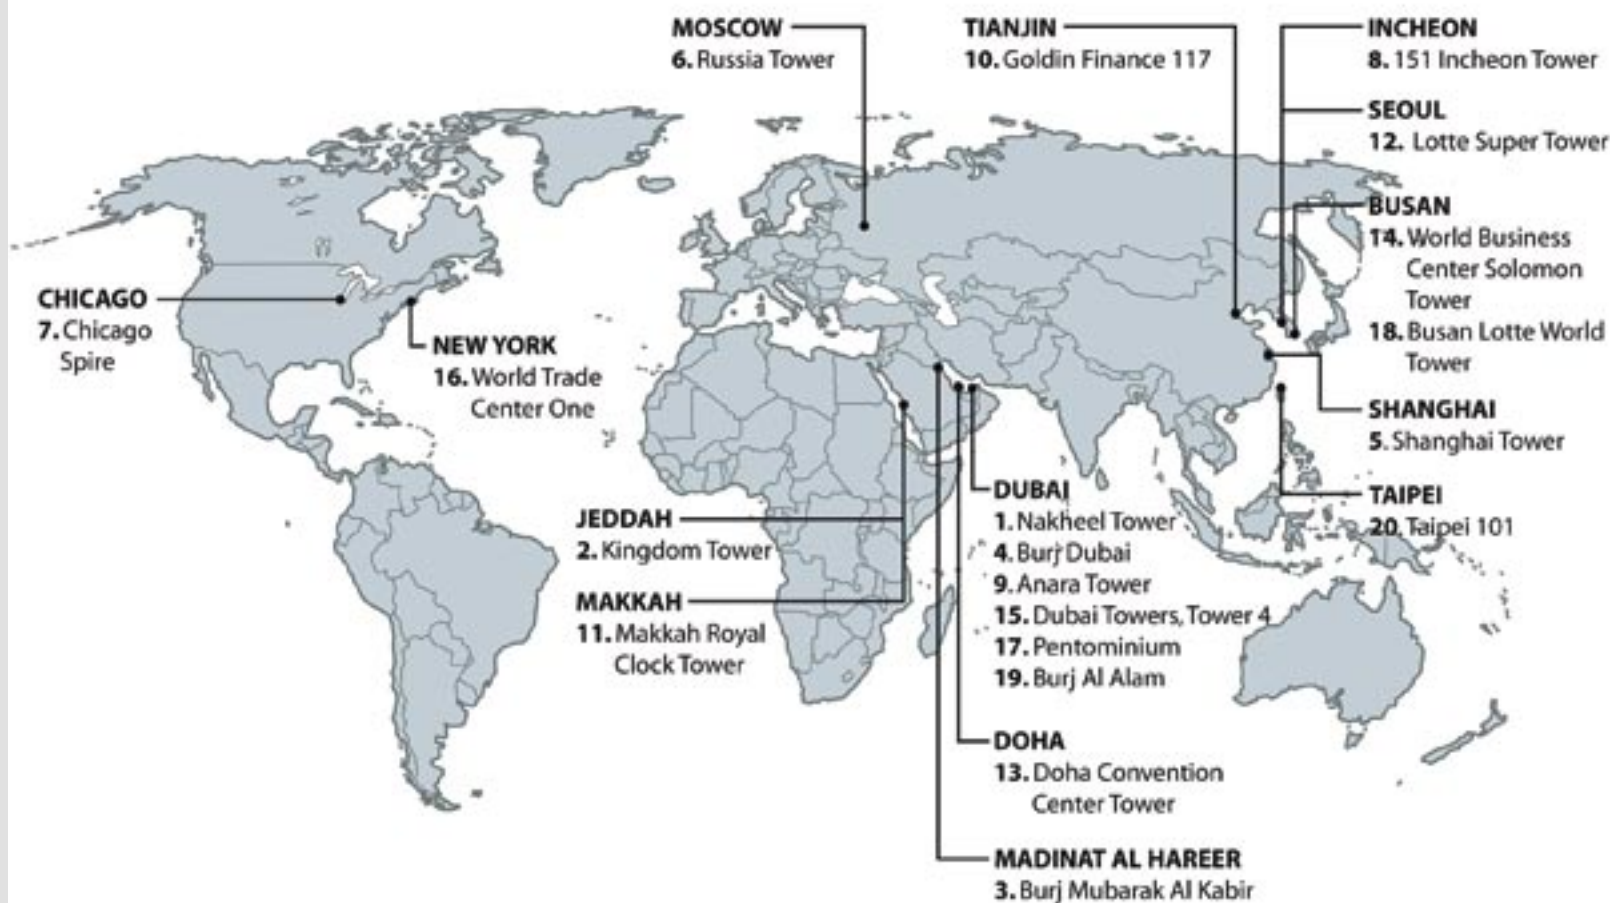 MOSCOW
6. Russia Tower
TIANJIN
10. Goldin Finance 117
INCHEON
8. 151 Incheon Tower
SEOUL
12. Lotte Super Tower
BUSAN
14. World Business
Center Solomon
Tower
18. Busan Lotte World
Tower
CHICAGO
7. Chicago
Spire
NEW YORK
16. World Trade
Center One
SHANGHAI
5. Shanghai Tower
TAIPEI
20. Taipei 101
JEDDAH
2. Kingdom Tower
MAKKAH
11. Makkah Royal
Clock Tower
DUBAI
1. Nakheel Tower
4. Burj Dubai
9. Anara Tower
15. Dubai Towers, Tower 4
17. Pentominium
19. Burj Al Alam
DOHA
13. Doha Convention
Center Tower
MADINAT AL HAREER
3. Burj Mubarak Al Kabir